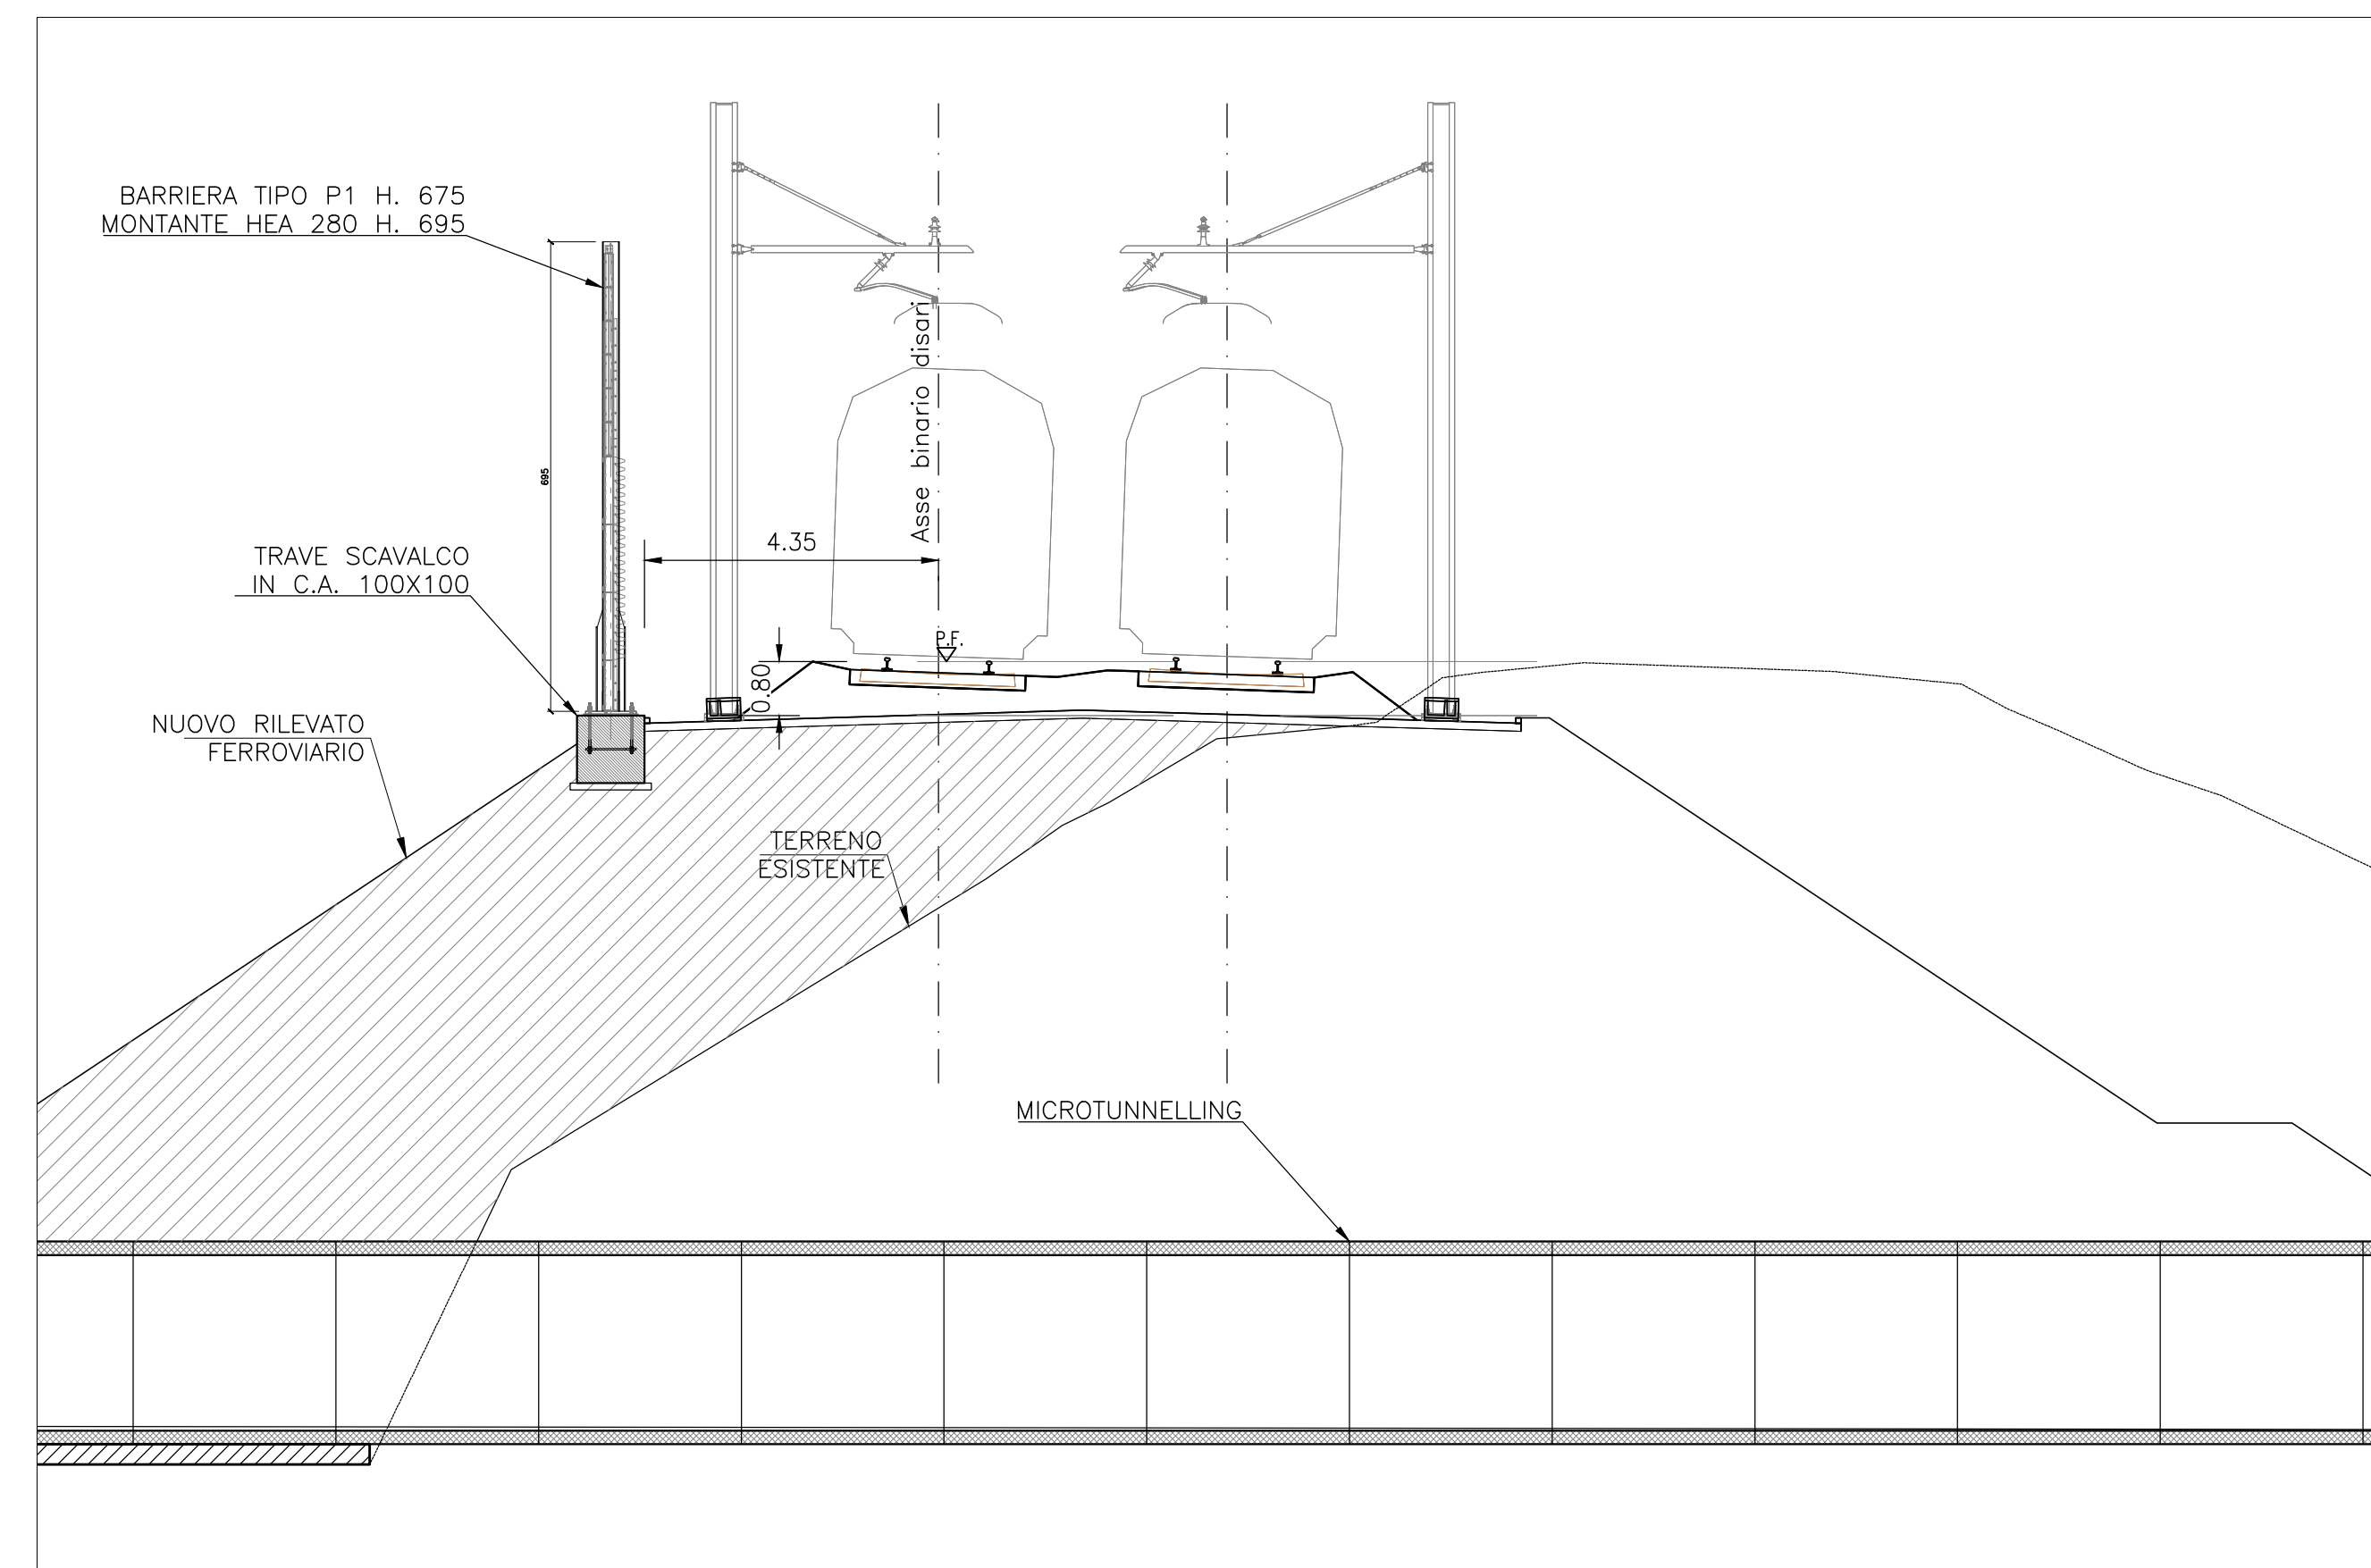 BARRIERA TIPO P1 H. 675
MONTANTE HEA 280 H. 695
695
Asse binario disari
TRAVE SCAVALCO
IN C.A. 100X100
4.35
P.F.
0.80
NUOVO RILEVATO
FERROVIARIO
TERRENO
ESISTENTE
MICROTUNNELLING